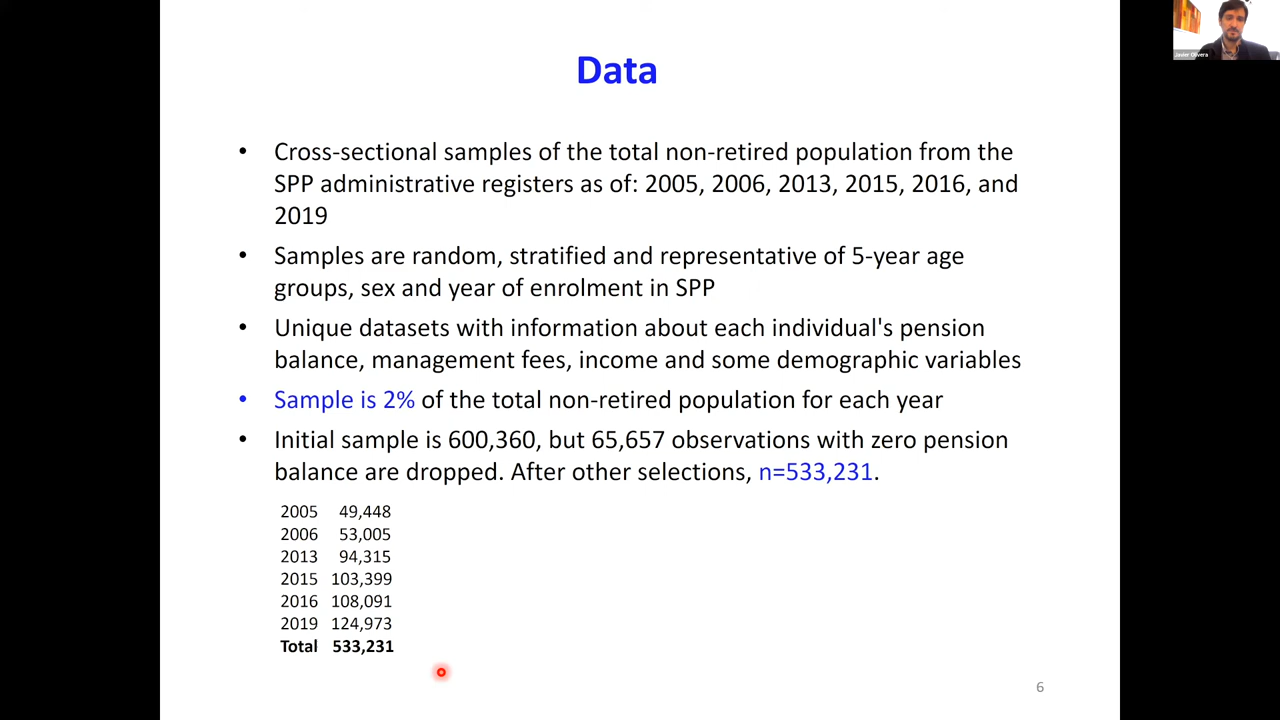 Data
Javier Olivera
• Cross-sectional samples of the total non-retired population from the
SPP administrative registers as of: 2005, 2006, 2013, 2015, 2016, and
2019
• Samples are random, stratified and representative of 5-year age
groups, sex and year of enrolment in SPP
• Unique datasets with information about each individual's pension
balance, management fees, income and some demographic variables
• Sample is 2% of the total non-retired population for each year
• Initial sample is 600,360, but 65,657 observations with zero pension
balance are dropped. After other selections, n=533,231.
2005 49,448
2006 53,005
2013 94,315
2015 103,399
2016 108,091
2019 124,973
Total 533,231
6